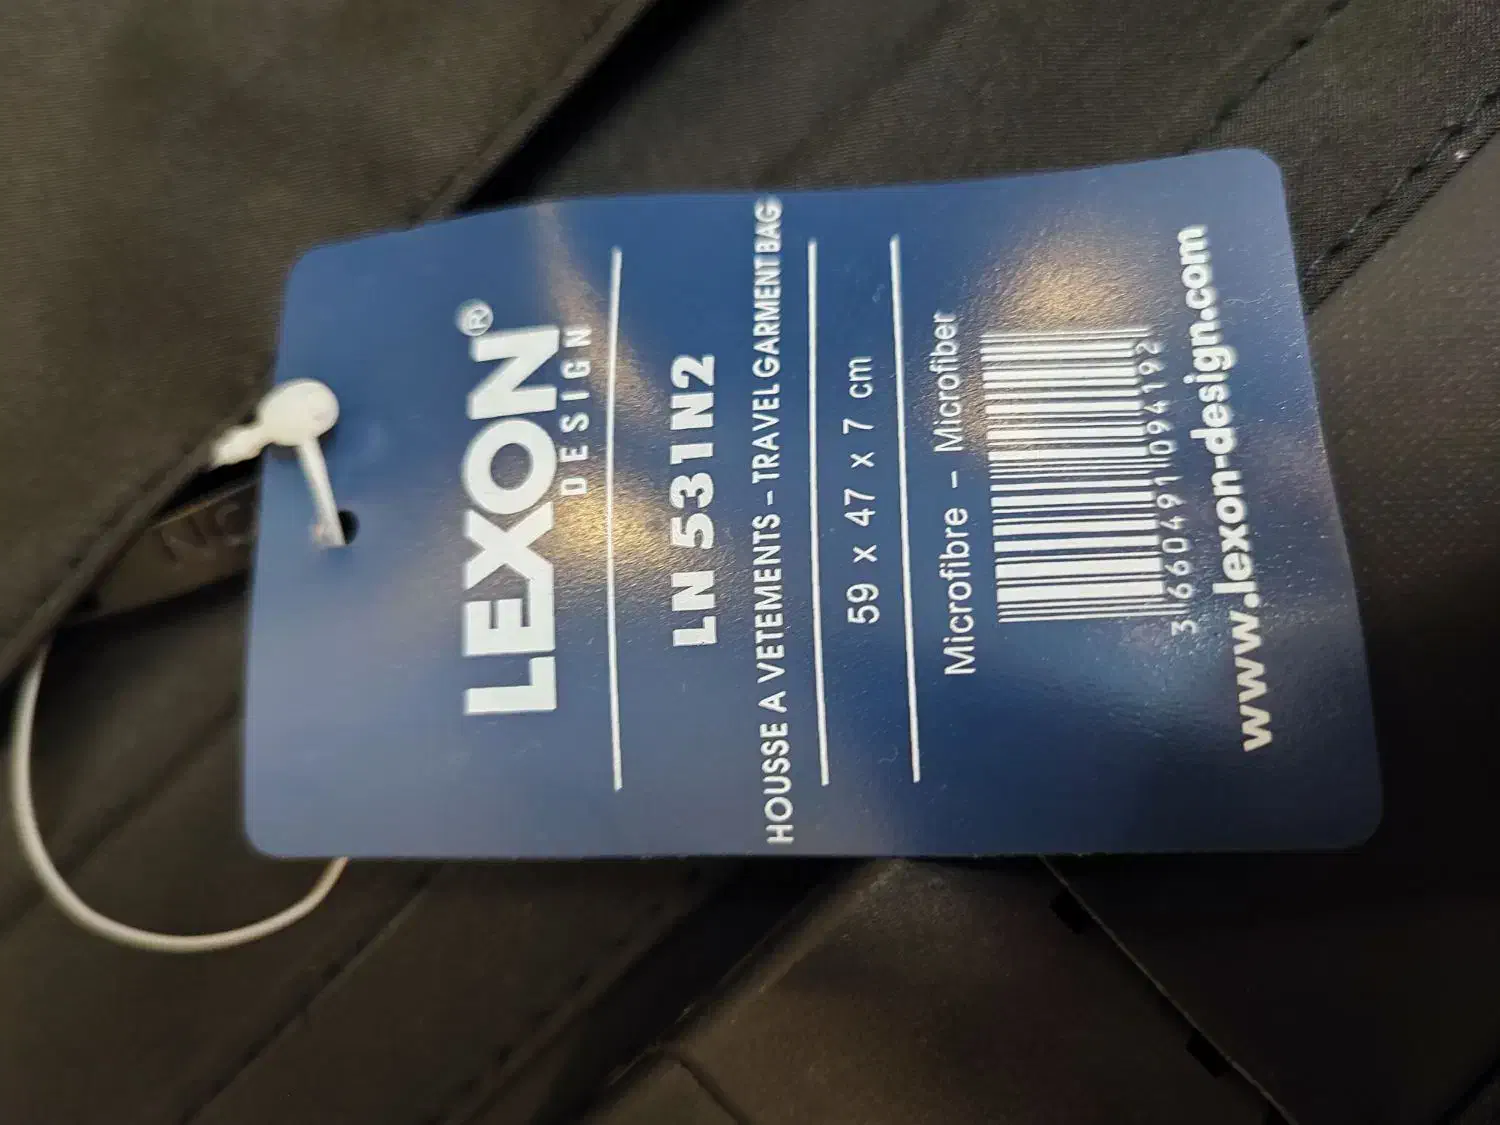 LEXON®
DESIGN
LN 531N2
HOUSSE A VETEMENTS - TRAVEL GARMENT BAG
59 x 47 x 7 cm
Microfibre - Microfiber
3 660491 094192
www.lexon-design.com